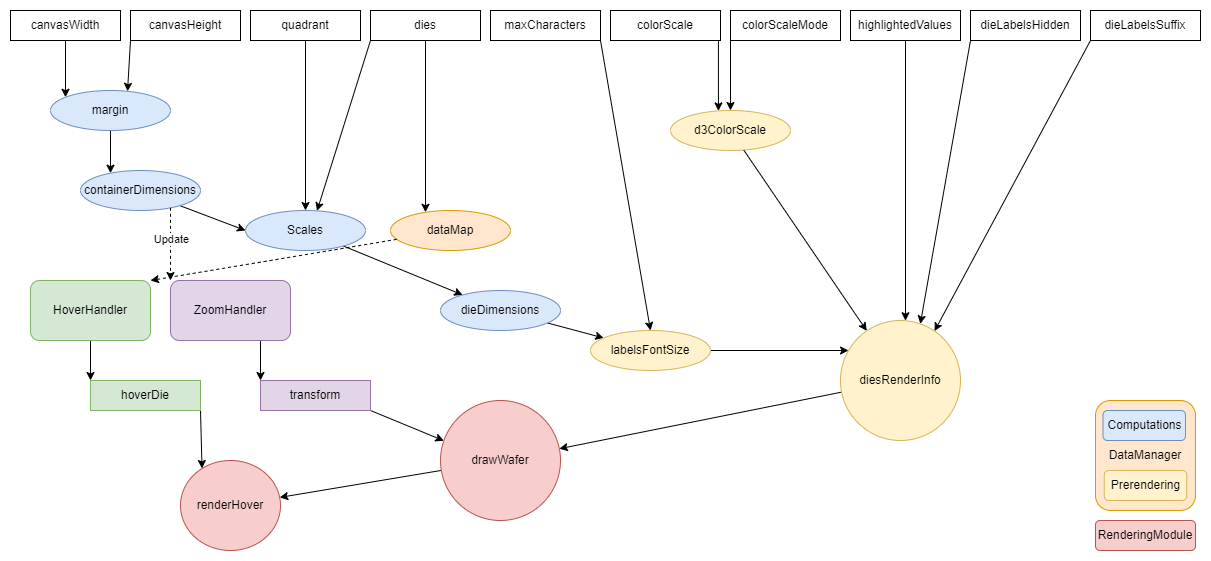 canvasWidth
canvasHeight
quadrant
dies
maxCharacters
colorScale
colorScaleMode
highlightedValues
dieLabelsHidden
dieLabelsSuffix
margin
d3ColorScale
containerDimensions
Scales
dataMap
Update
HoverHandler
ZoomHandler
dieDimensions
labelsFontSize
diesRenderInfo
hoverDie
transform
drawWafer
renderHover
Computations
DataManager
Prerendering
RenderingModule